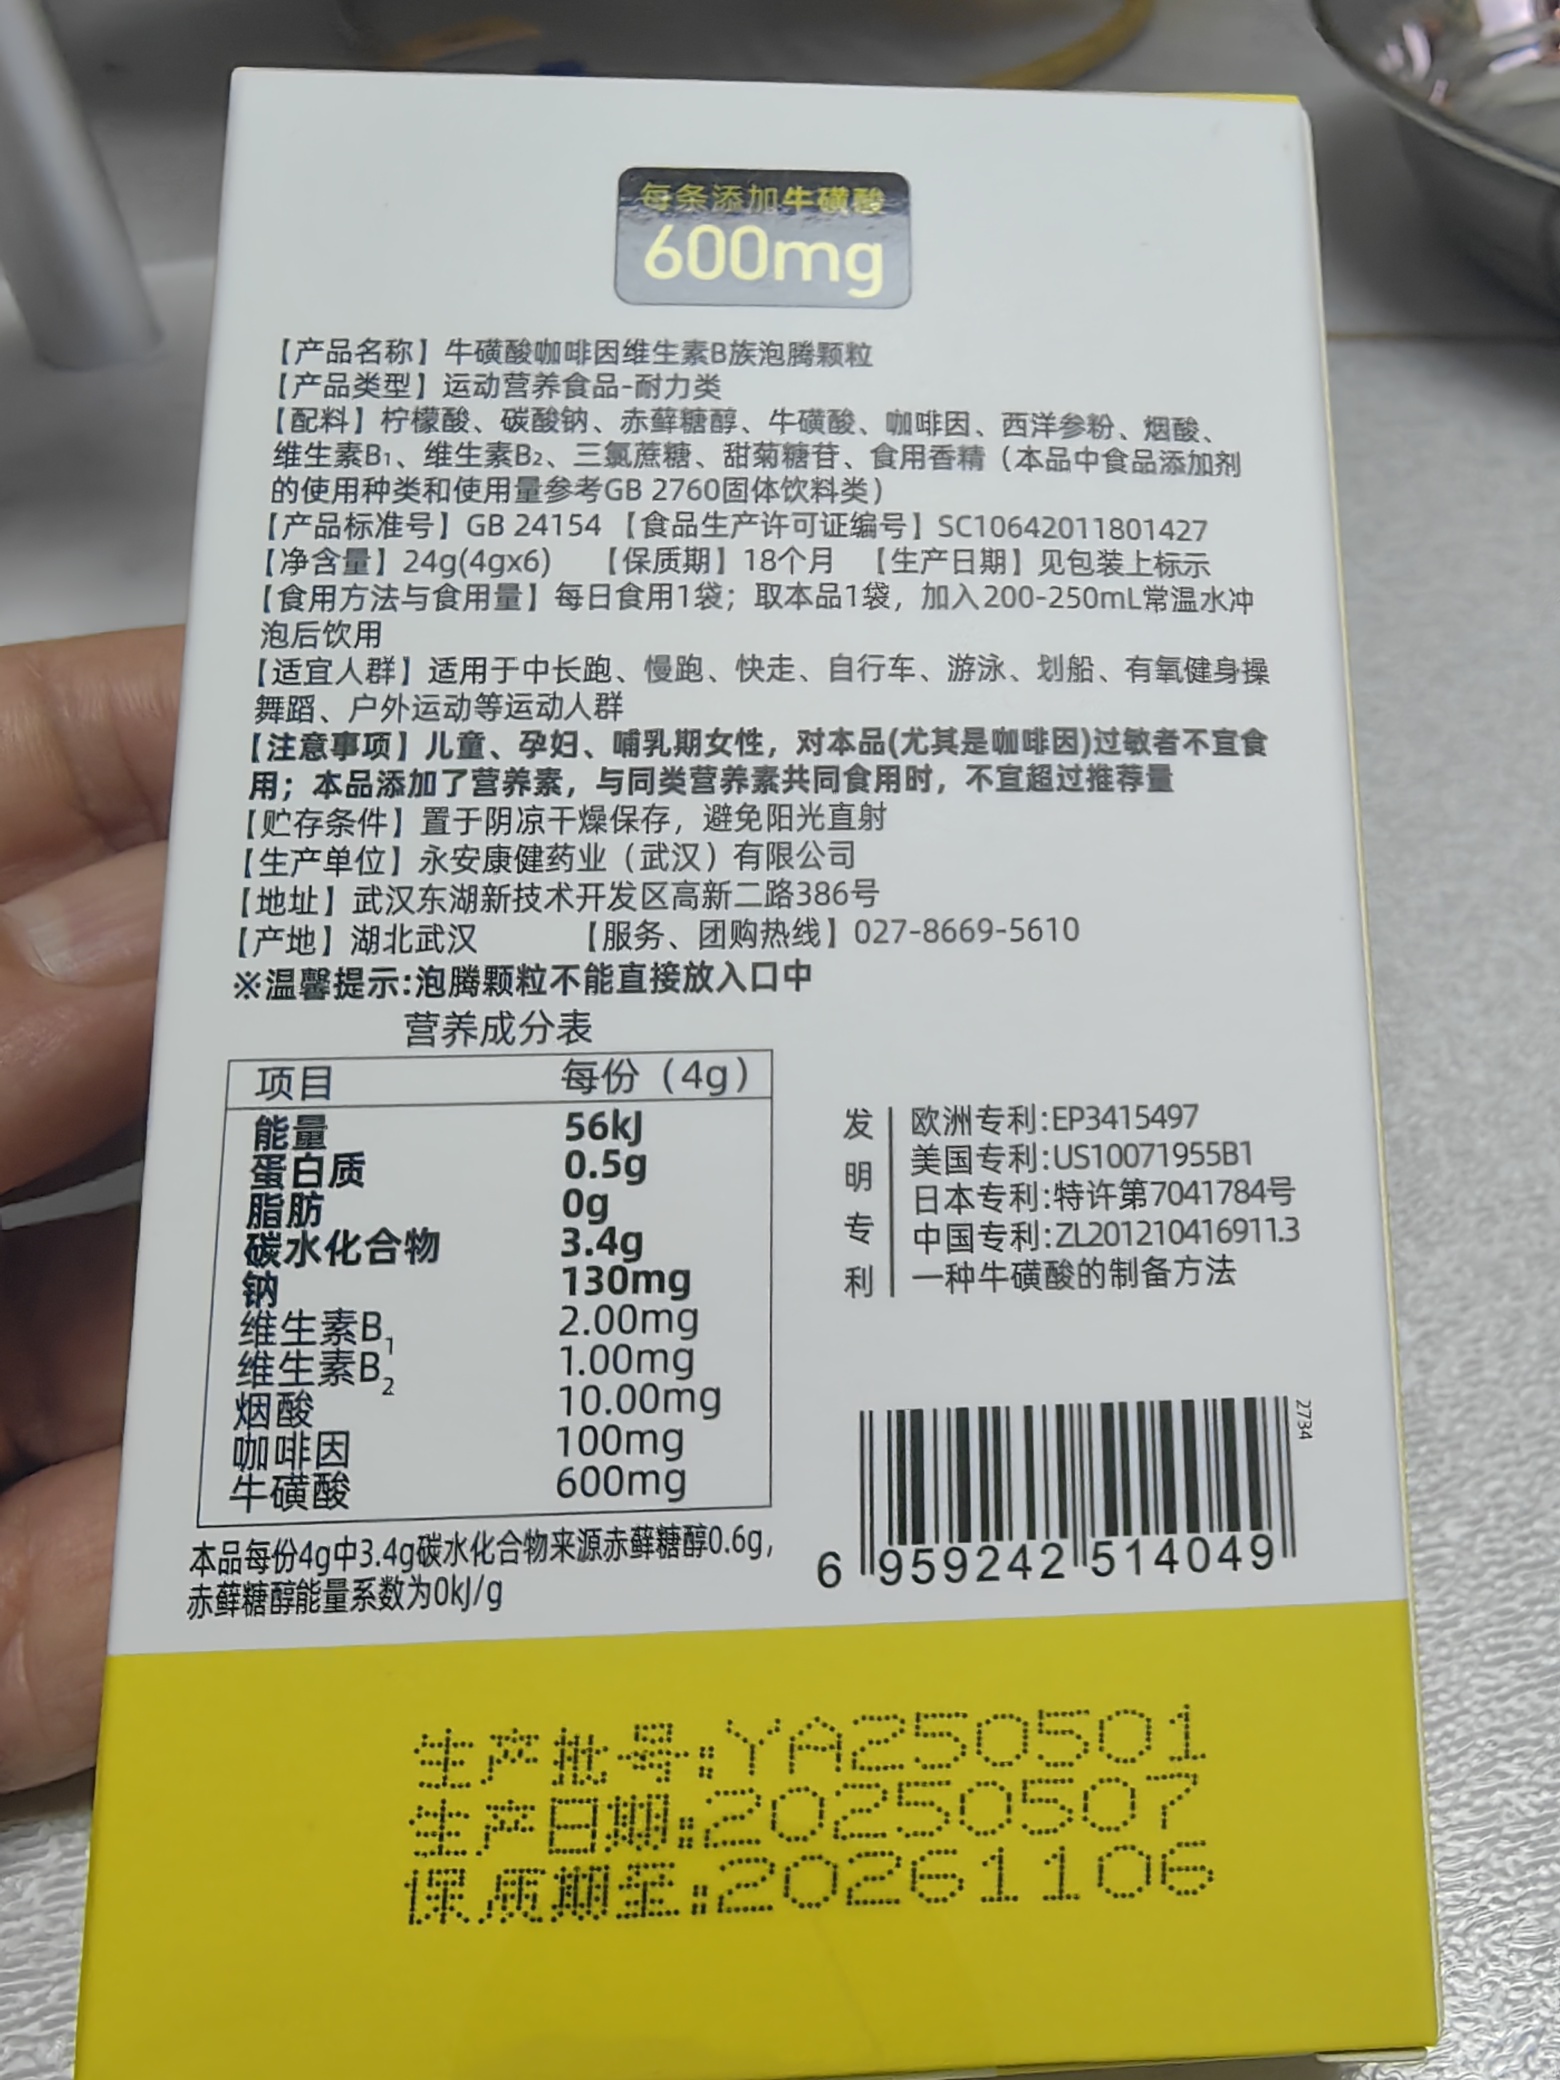 每条添加牛磺酸
600mg
【产品名称】牛磺酸咖啡因维生素B族泡腾颗粒
【产品类型】运动营养食品-耐力类
【配料】柠檬酸、碳酸钠、赤藓糖醇、牛磺酸、咖啡因、西洋参粉、烟酸、
维生素B₁、维生素B₂、三氯蔗糖、甜菊糖苷、食用香精（本品中食品添加剂
的使用种类和使用量参考GB 2760固体饮料类）
【产品标准号】GB 24154 【食品生产许可证编号】SC10642011801427
【净含量】24g(4gx6) 【保质期】18个月 【生产日期】见包装上标示
【食用方法与食用量】每日食用1袋；取本品1袋，加入200-250mL常温水冲
泡后饮用
【适宜人群】适用于中长跑、慢跑、快走、自行车、游泳、划船、有氧健身操
舞蹈、户外运动等运动人群
【注意事项】儿童、孕妇、哺乳期女性，对本品(尤其是咖啡因)过敏者不宜食
用；本品添加了营养素，与同类营养素共同食用时，不宜超过推荐量
【贮存条件】置于阴凉干燥保存，避免阳光直射
【生产单位】永安康健药业（武汉）有限公司
【地址】武汉东湖新技术开发区高新二路386号
【产地】湖北武汉 【服务、团购热线】027-8669-5610
※温馨提示:泡腾颗粒不能直接放入口中
营养成分表
项目 每份（4g）
能量 56kJ
蛋白质 0.5g
脂肪 0g
碳水化合物 3.4g
钠 130mg
维生素B₁ 2.00mg
维生素B₂ 1.00mg
烟酸 10.00mg
咖啡因 100mg
牛磺酸 600mg
本品每份4g中3.4g碳水化合物来源赤藓糖醇0.6g,
赤藓糖醇能量系数为0kJ/g
发明专利
欧洲专利:EP3415497
美国专利:US10071955B1
日本专利:特许第7041784号
中国专利:ZL201210416911.3
一种牛磺酸的制备方法
2734
6 959242 514049
生产批号:YA250501
生产日期:20250507
保质期至:20261106